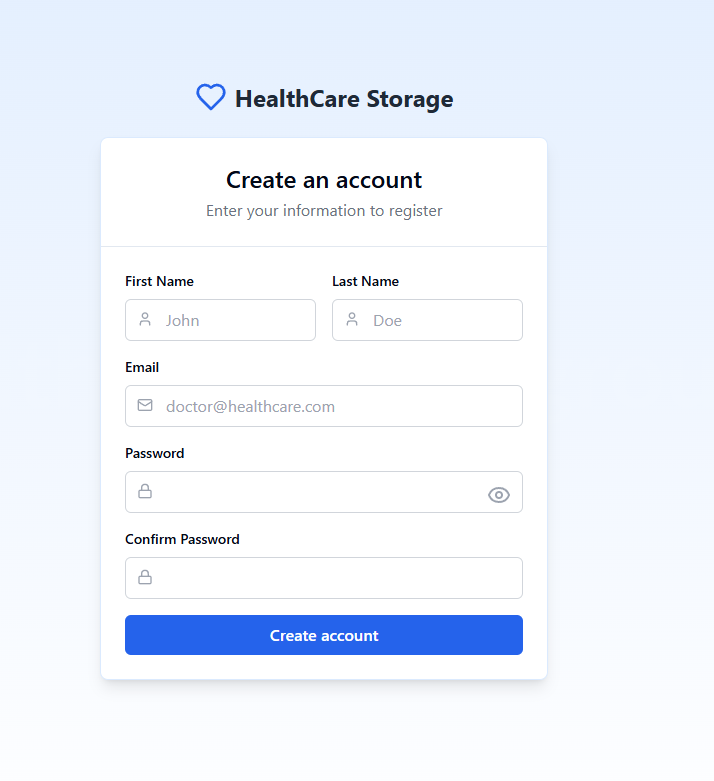 HealthCare Storage
Create an account
Enter your information to register
First Name
Last Name
John
Doe
Email
doctor@healthcare.com
Password
Confirm Password
Create account